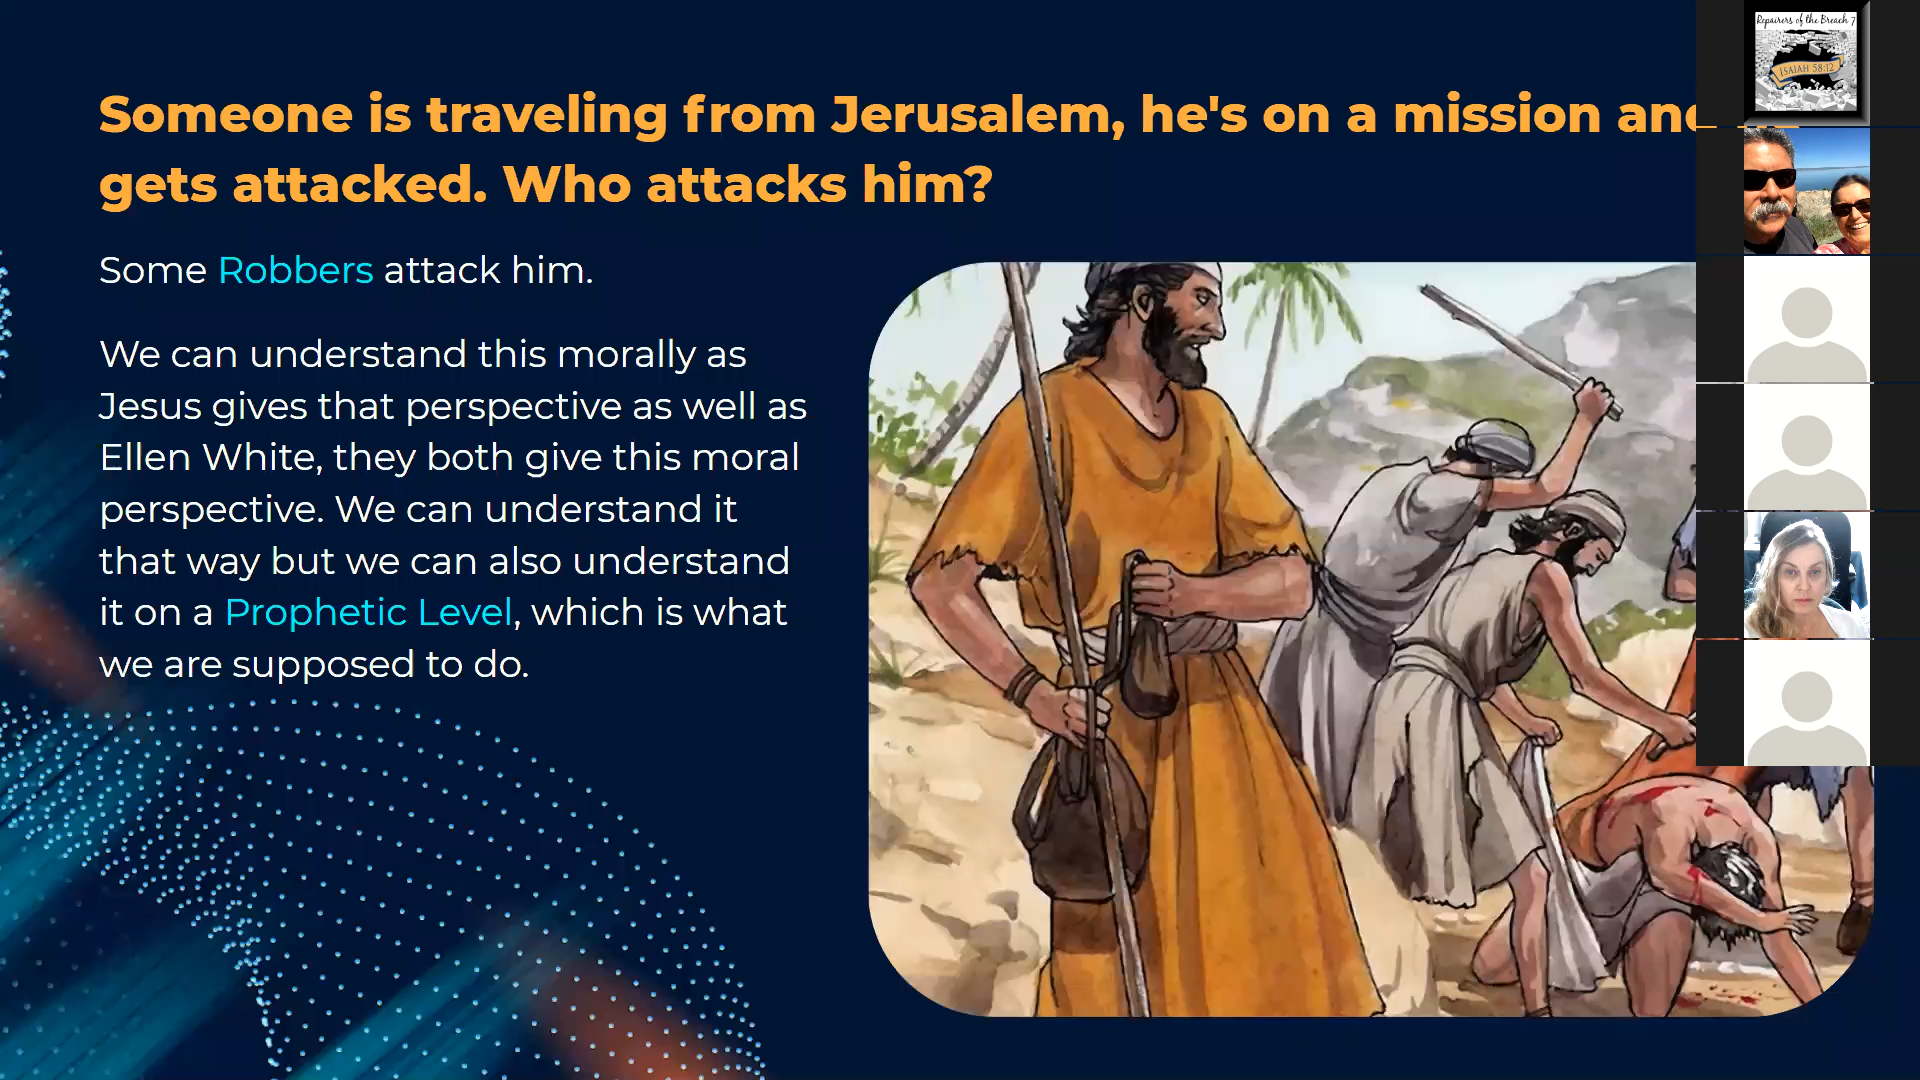 Someone is traveling from Jerusalem, he's on a mission and
gets attacked. Who attacks him?
Some Robbers attack him.
We can understand this morally as
Jesus gives that perspective as well as
Ellen White, they both give this moral
perspective. We can understand it
that way but we can also understand
it on a Prophetic Level, which is what
we are supposed to do.
Repairers of the Breach 7
ISAIAH 58:12